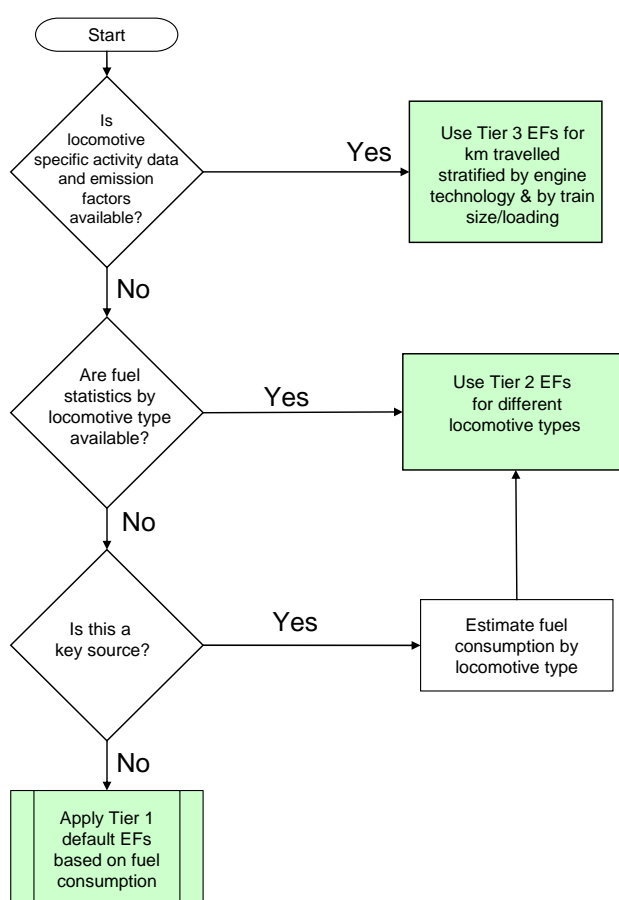 Start
Is
locomotive
specific activity data
and emission
factors
available?
Yes
Use Tier 3 EFs for
km travelled
stratified by engine
technology & by train
size/loading
No
Are fuel
statistics by
locomotive type
available?
Yes
Use Tier 2 EFs
for different
locomotive types
No
Is this a
key source?
Yes
Estimate fuel
consumption by
locomotive type
No
Apply Tier 1
default EFs
based on fuel
consumption